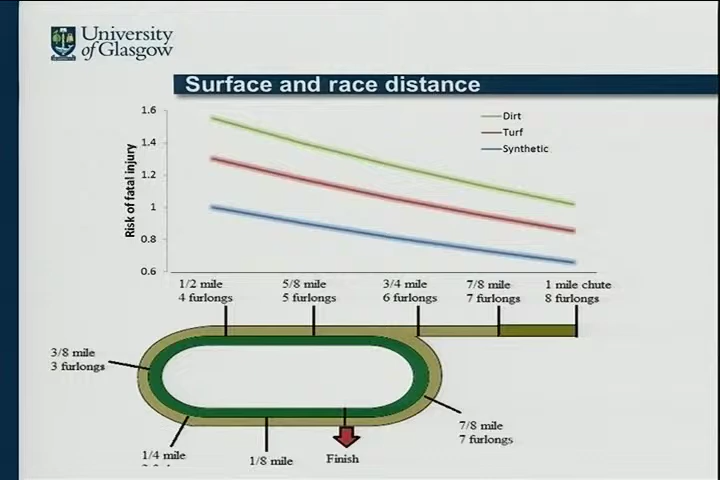 University
of Glasgow
Surface and race distance
1.6
1.4
1.2
1
0.8
0.6
Risk of fatal injury
Dirt
Turf
Synthetic
1/2 mile
4 furlongs
5/8 mile
5 furlongs
3/4 mile
6 furlongs
7/8 mile
7 furlongs
1 mile chute
8 furlongs
3/8 mile
3 furlongs
7/8 mile
7 furlongs
1/4 mile
1/8 mile
Finish